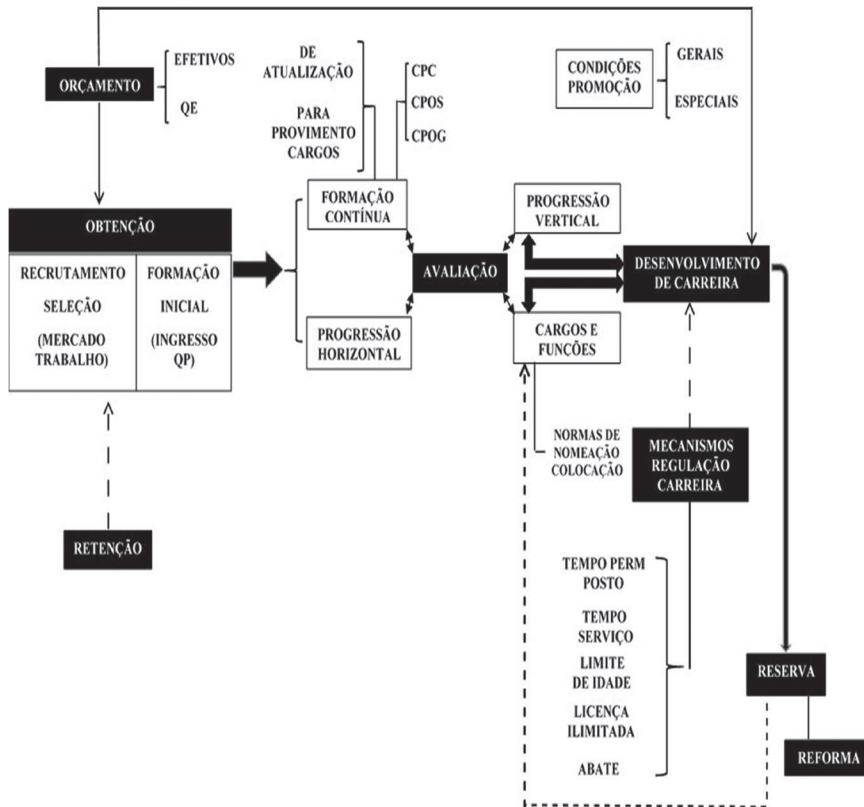 ORÇAMENTO
EFETIVOS
QE
DE
ATUALIZAÇÃO
PARA
PROVIMENTO
CARGOS
CPC
CPOS
CPOG
CONDIÇÕES
PROMOÇÃO
GERAIS
ESPECIAIS
OBTENÇÃO
RECRUTAMENTO
SELEÇÃO
(MERCADO
TRABALHO)
FORMAÇÃO
INICIAL
(INGRESSO
QP)
FORMAÇÃO
CONTÍNUA
PROGRESSÃO
HORIZONTAL
AVALIAÇÃO
PROGRESSÃO
VERTICAL
CARGOS E
FUNÇÕES
DESENVOLVIMENTO
DE CARREIRA
NORMAS DE
NOMEAÇÃO
COLOCAÇÃO
MECANISMOS
REGULAÇÃO
CARREIRA
RETENÇÃO
TEMPO PERM
POSTO
TEMPO
SERVIÇO
LIMITE
DE IDADE
LICENÇA
ILIMITADA
ABATE
RESERVA
REFORMA